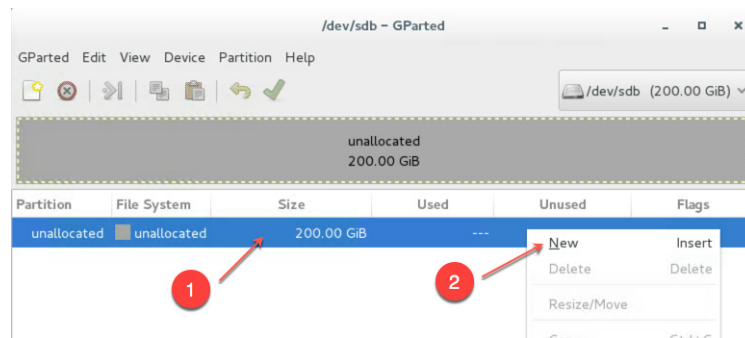 /dev/sdb – GParted
GParted Edit View Device Partition Help
/dev/sdb (200.00 GiB)
unallocated
200.00 GiB
Partition File System Size Used Unused Flags
unallocated unallocated 200.00 GiB ---
1
2
New Insert
Delete Delete
Resize/Move